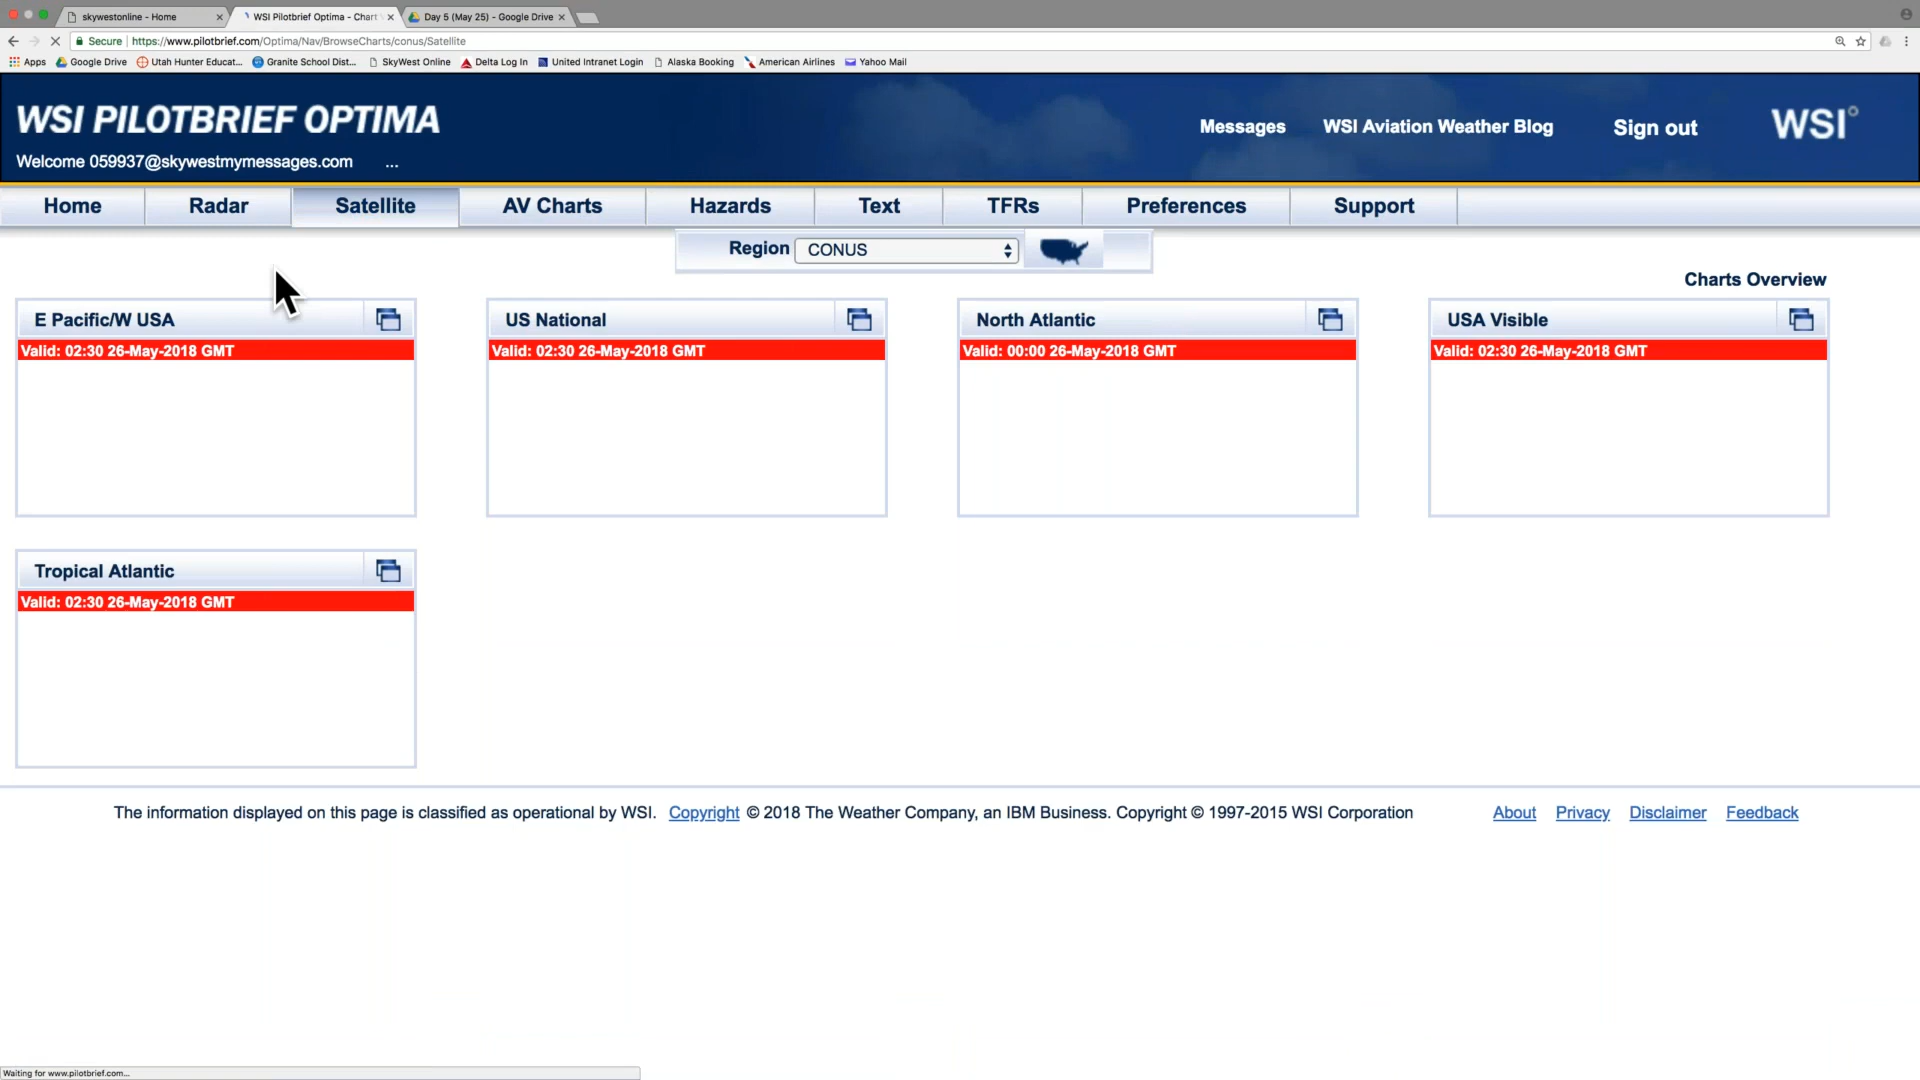 skywestonline - Home
WSI Pilotbrief Optima - Chart
Day 5 (May 25) - Google Drive
Secure https://www.pilotbrief.com/Optima/Nav/BrowseCharts/conus/Satellite
Apps Google Drive Utah Hunter Educat... Granite School Dist... SkyWest Online Delta Log In United Intranet Login Alaska Booking American Airlines Yahoo Mail
WSI PILOTBRIEF OPTIMA
Messages WSI Aviation Weather Blog Sign out WSI
Welcome 059937@skywestmymessages.com ...
Home Radar Satellite AV Charts Hazards Text TFRs Preferences Support
Region CONUS
Charts Overview
E Pacific/W USA
Valid: 02:30 26-May-2018 GMT
US National
Valid: 02:30 26-May-2018 GMT
North Atlantic
Valid: 00:00 26-May-2018 GMT
USA Visible
Valid: 02:30 26-May-2018 GMT
Tropical Atlantic
Valid: 02:30 26-May-2018 GMT
The information displayed on this page is classified as operational by WSI. Copyright © 2018 The Weather Company, an IBM Business. Copyright © 1997-2015 WSI Corporation About Privacy Disclaimer Feedback
Waiting for www.pilotbrief.com...